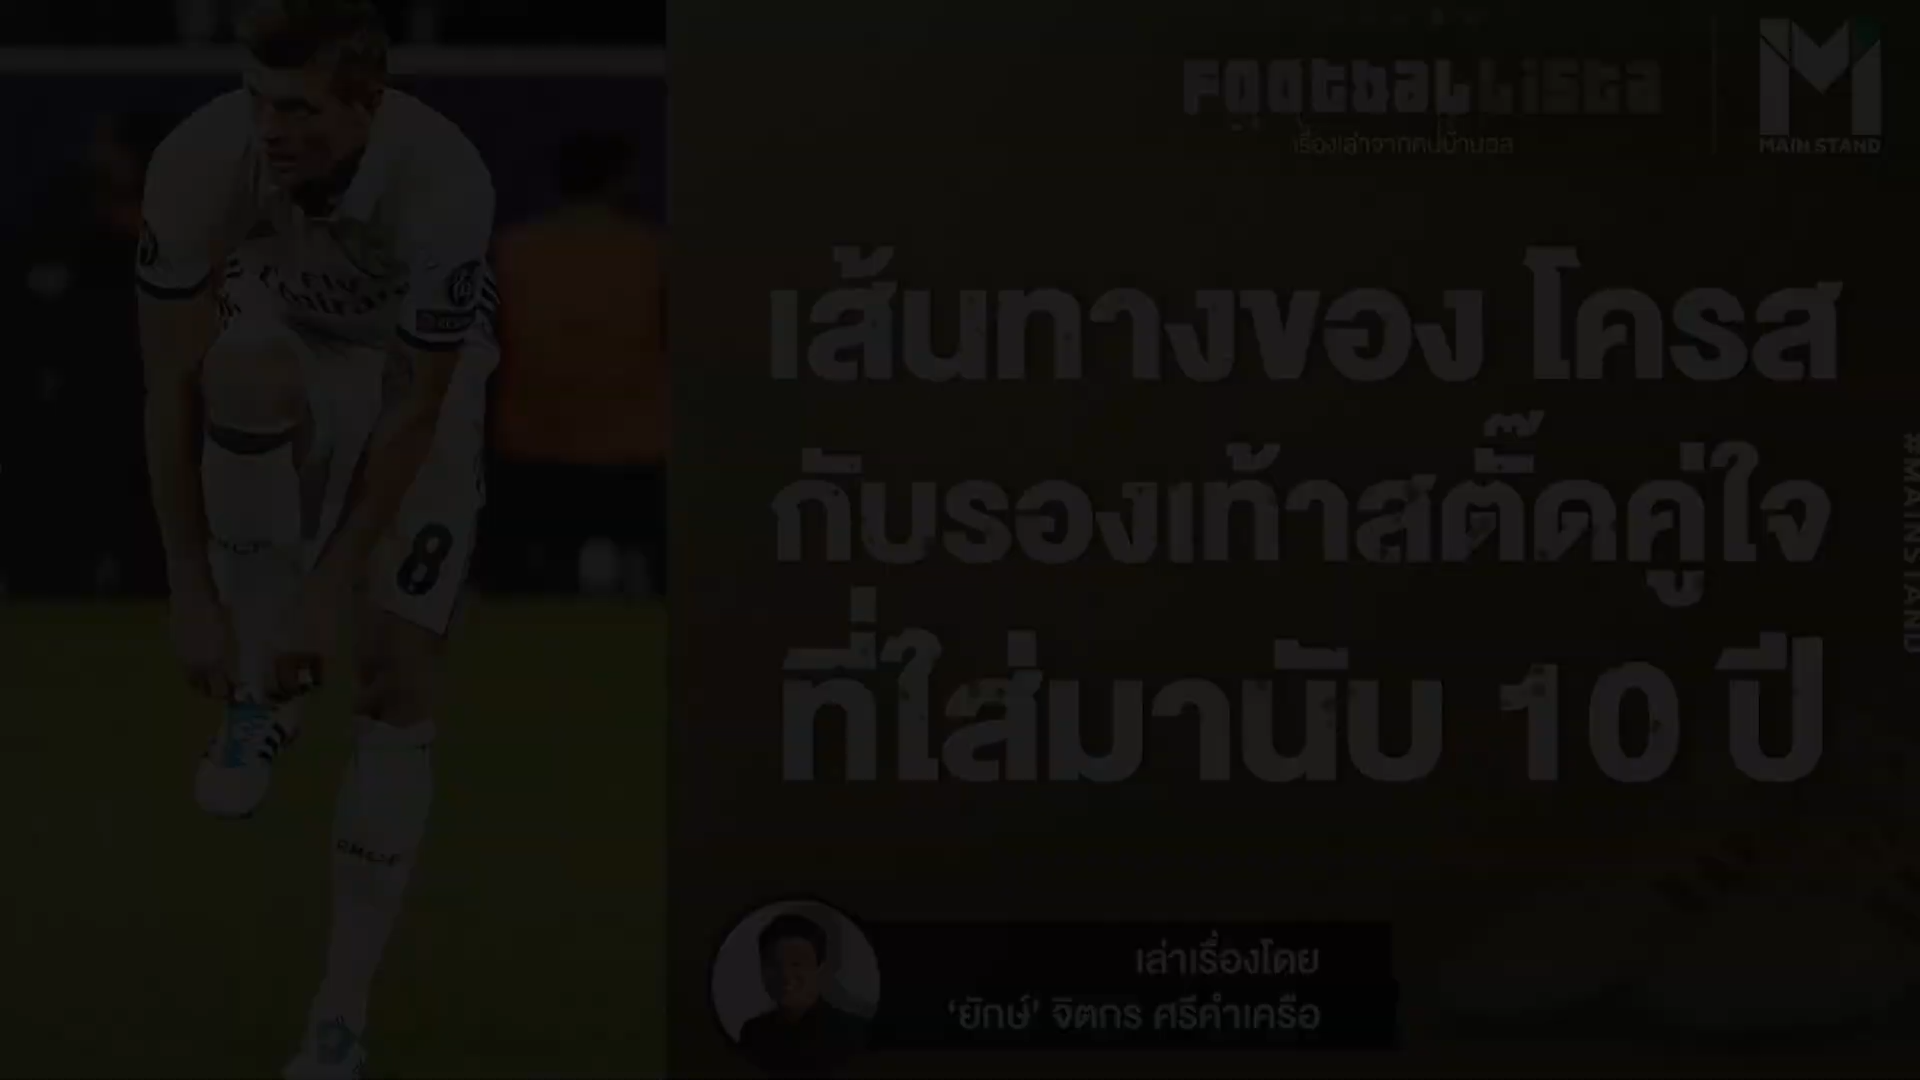 FOOTBALLISTA
เรื่องเล่าจากคนบ้าบอล
MAIN STAND
เส้นทางของ โครส
กับรองเท้าสตั๊ดคู่ใจ
ที่ใส่มานับ 10 ปี
#MAINSTAND
8
เล่าเรื่องโดย
‘ยักษ์’ จิตกร ศรีคำเครือ